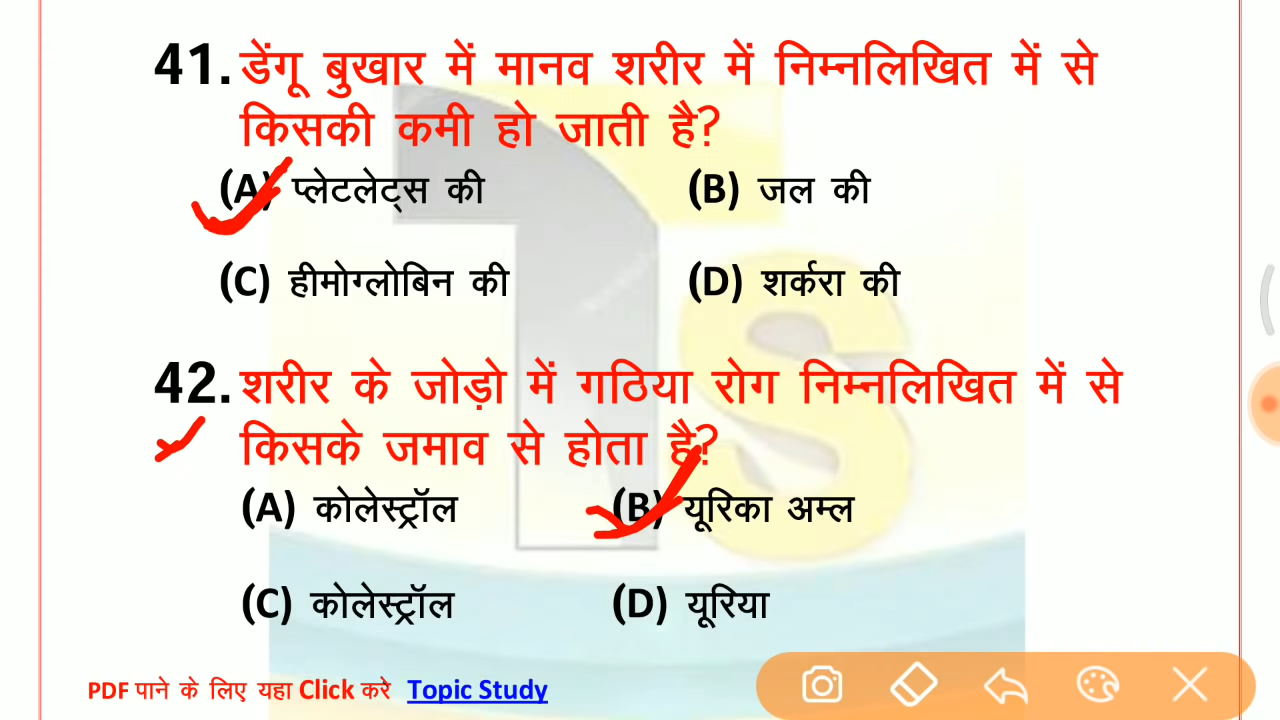 41. डेंगू बुखार में मानव शरीर में निम्नलिखित में से
किसकी कमी हो जाती है?
(A) प्लेटलेट्स की (B) जल की
(C) हीमोग्लोबिन की (D) शर्करा की
42. शरीर के जोड़ो में गठिया रोग निम्नलिखित में से
किसके जमाव से होता है?
(A) कोलेस्ट्रॉल (B) यूरिका अम्ल
(C) कोलेस्ट्रॉल (D) यूरिया
PDF पाने के लिए यहा Click करे Topic Study